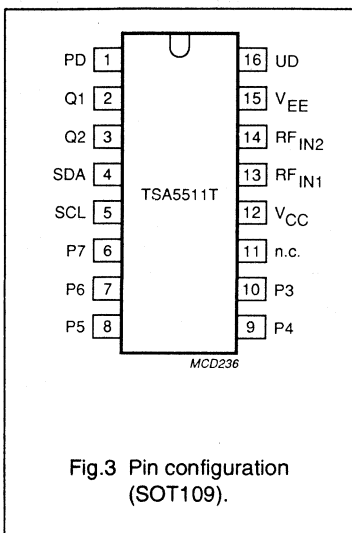 PD 1 16 UD
Q1 2 15 VEE
Q2 3 14 RFIN2
SDA 4 13 RFIN1
TSA5511T
SCL 5 12 VCC
P7 6 11 n.c.
P6 7 10 P3
P5 8 9 P4
MCD236
Fig.3 Pin configuration
(SOT109).